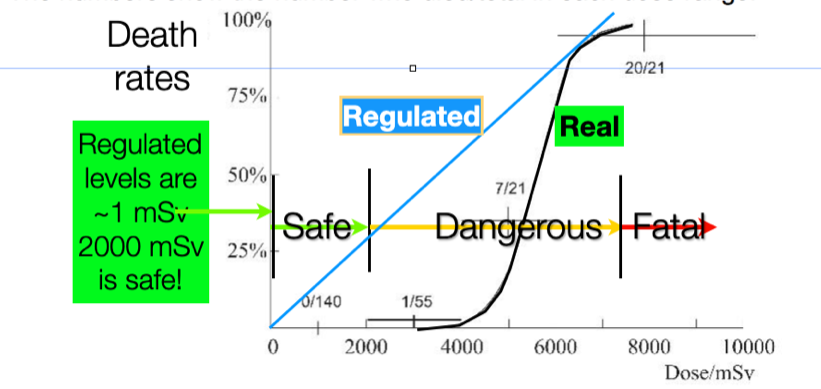 Death
rates
100%
75%
50%
25%
Regulated
Real
Regulated
levels are
~1 mSv
2000 mSv
is safe!
20/21
7/21
Safe
Dangerous
Fatal
0/140
1/55
0
2000
4000
6000
8000
10000
Dose/mSv